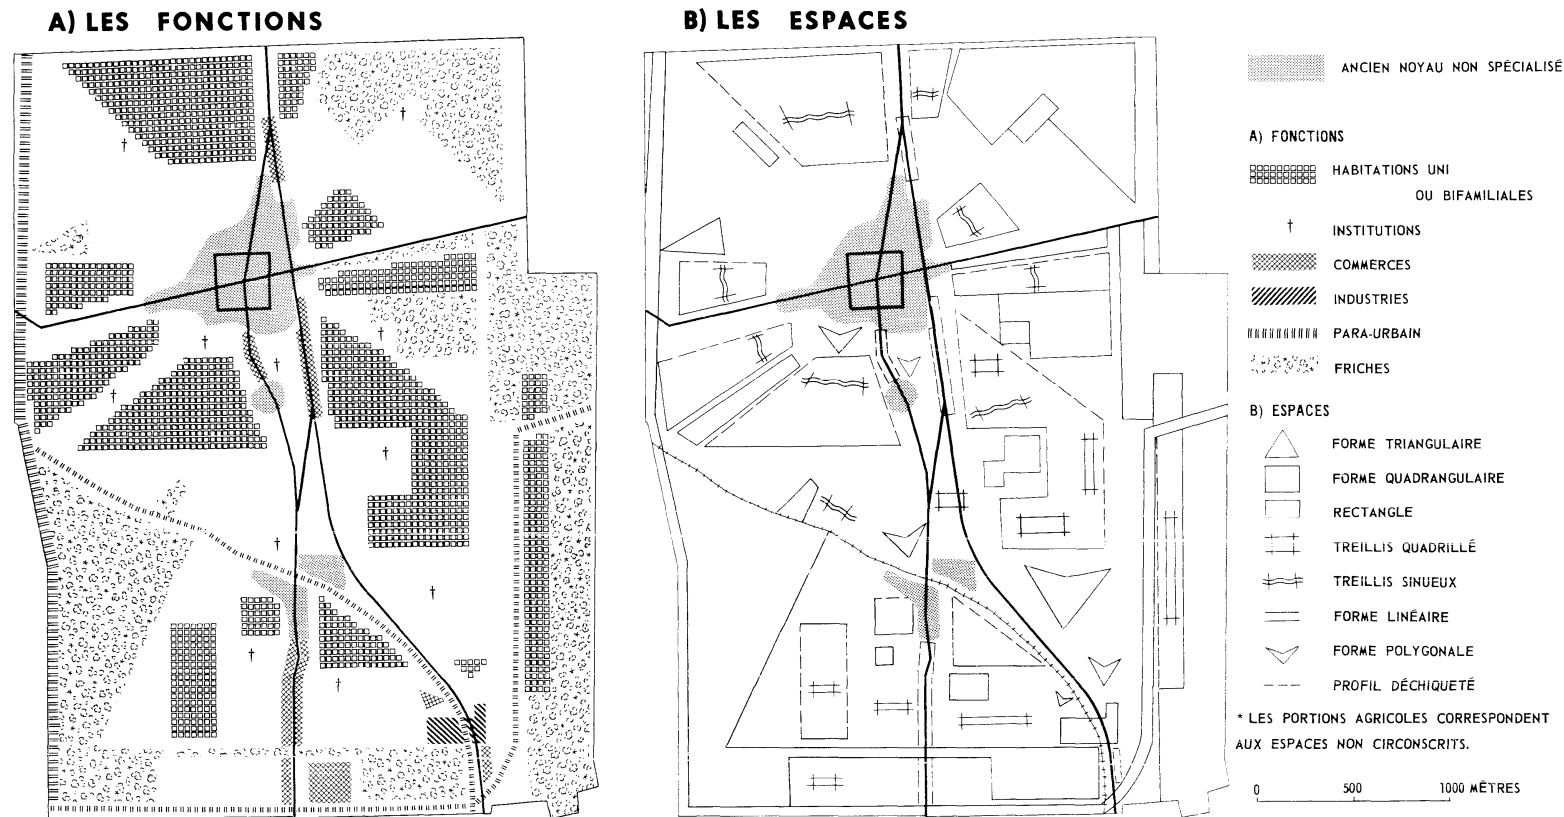 A) LES FONCTIONS
B) LES ESPACES
ANCIEN NOYAU NON SPÉCIALISÉ
A) FONCTIONS
HABITATIONS UNI
OU BIFAMILIALES
INSTITUTIONS
COMMERCES
INDUSTRIES
PARA-URBAIN
FRICHES
B) ESPACES
FORME TRIANGULAIRE
FORME QUADRANGULAIRE
RECTANGLE
TREILLIS QUADRILLÉ
TREILLIS SINUEUX
FORME LINÉAIRE
FORME POLYGONALE
PROFIL DÉCHIQUETÉ
* LES PORTIONS AGRICOLES CORRESPONDENT
AUX ESPACES NON CIRCONSCRITS.
0 500 1000 MÈTRES